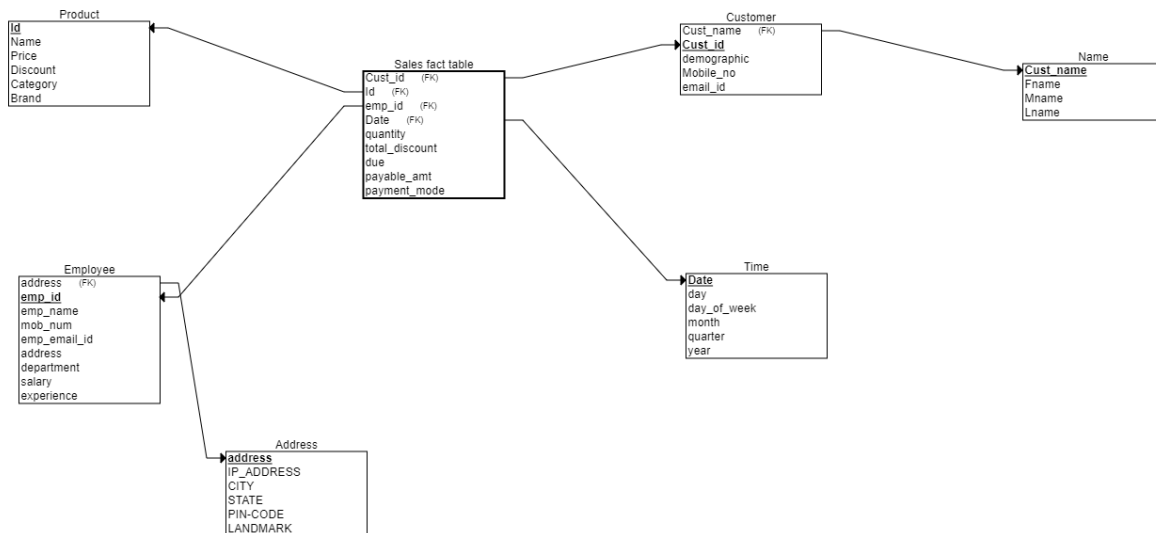 Product
Id
Name
Price
Discount
Category
Brand
Sales fact table
Cust_id (FK)
Id (FK)
emp_id (FK)
Date (FK)
quantity
total_discount
due
payable_amt
payment_mode
Customer
Cust_name (FK)
Cust_id
demographic
Mobile_no
email_id
Name
Cust_name
Fname
Mname
Lname
Employee
address (FK)
emp_id
emp_name
mob_num
emp_email_id
address
department
salary
experience
Time
Date
day
day_of_week
month
quarter
year
Address
address
IP_ADDRESS
CITY
STATE
PIN-CODE
LANDMARK